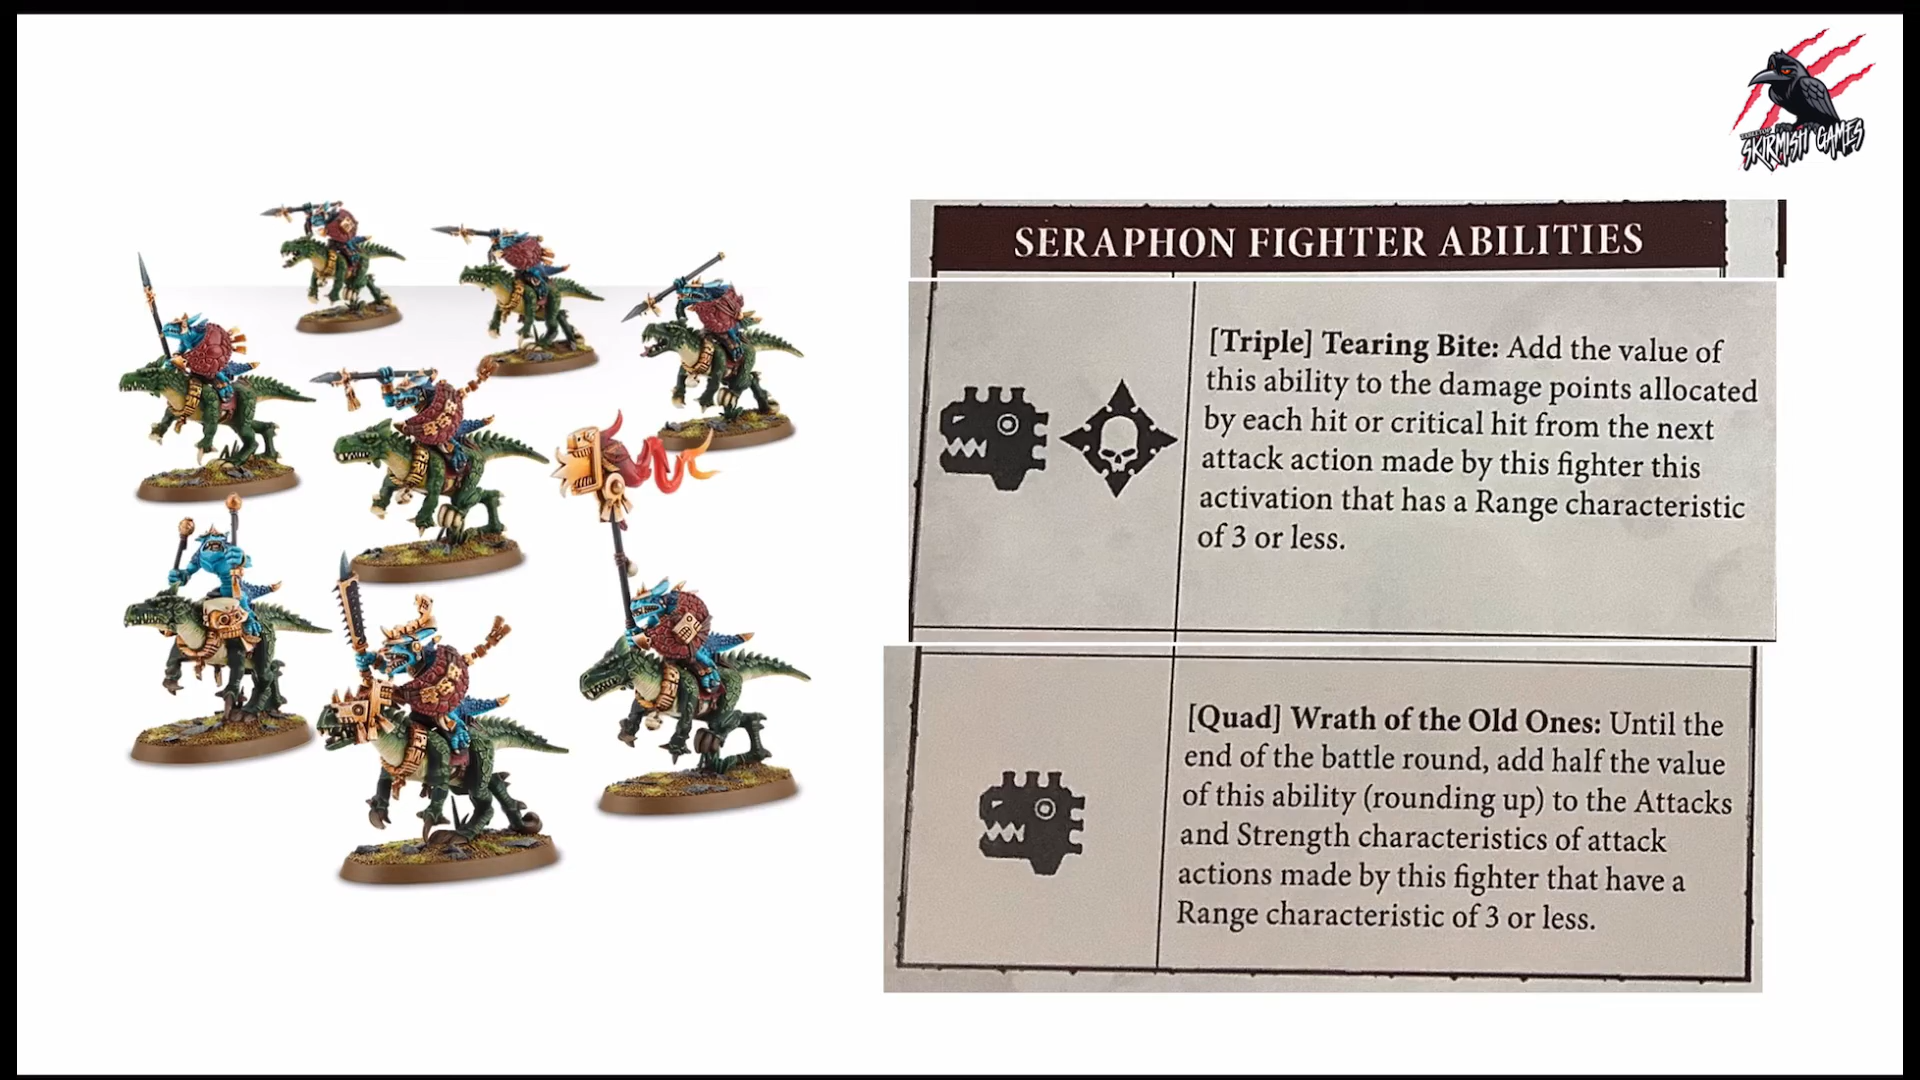 TABLETOP
SKIRMISH GAMES
SERAPHON FIGHTER ABILITIES
[Triple] Tearing Bite: Add the value of
this ability to the damage points allocated
by each hit or critical hit from the next
attack action made by this fighter this
activation that has a Range characteristic
of 3 or less.
[Quad] Wrath of the Old Ones: Until the
end of the battle round, add half the value
of this ability (rounding up) to the Attacks
and Strength characteristics of attack
actions made by this fighter that have a
Range characteristic of 3 or less.